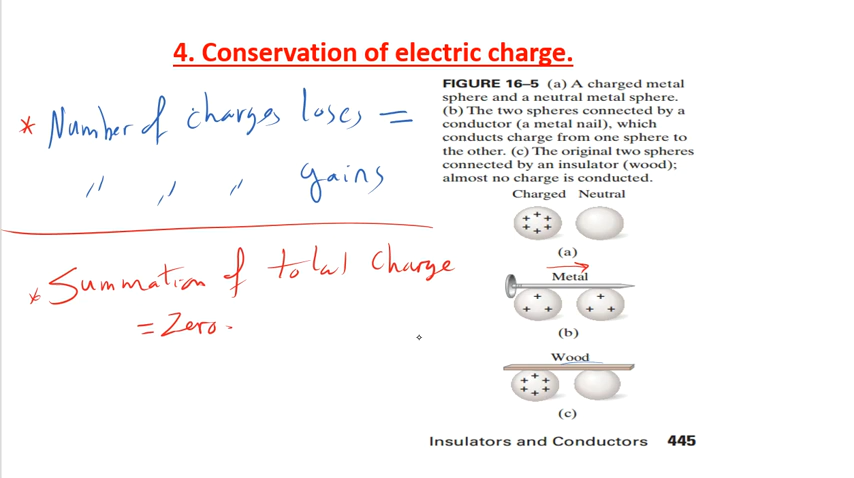 4. Conservation of electric charge.
* Number of charges loses =
" " " gains
* Summation of total charge
= Zero.
FIGURE 16–5 (a) A charged metal
sphere and a neutral metal sphere.
(b) The two spheres connected by a
conductor (a metal nail), which
conducts charge from one sphere to
the other. (c) The original two spheres
connected by an insulator (wood);
almost no charge is conducted.
Charged Neutral
+ + + + + +
(a)
Metal
+ + + + + +
(b)
Wood
+ + + + + +
(c)
Insulators and Conductors 445